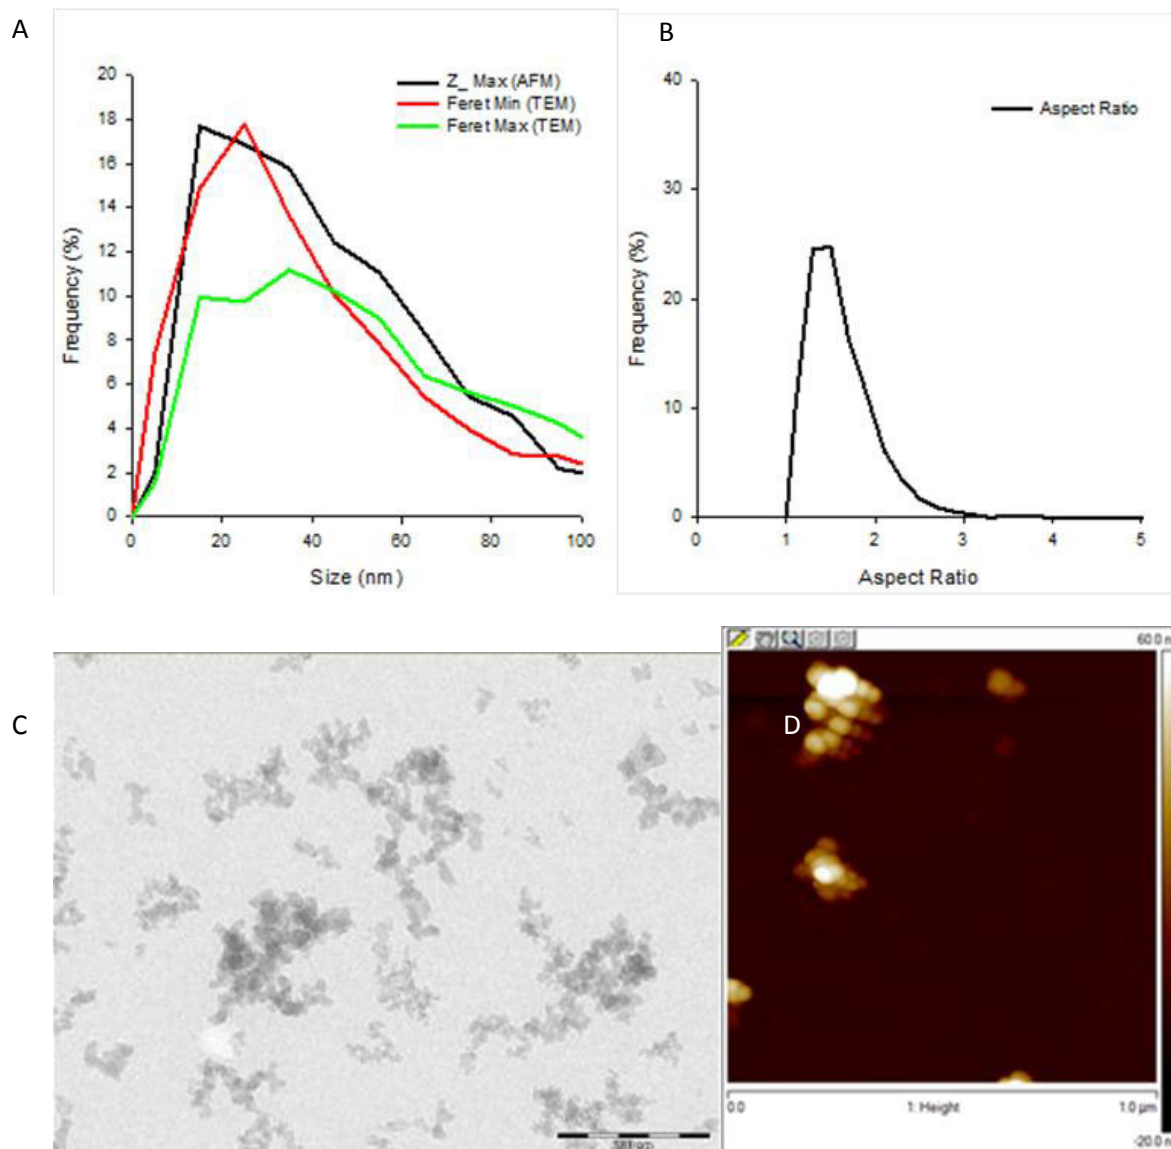 A
B
20
18
16
14
12
10
8
6
4
2
0
Frequency (%)
Z_ Max (AFM)
Feret Min (TEM)
Feret Max (TEM)
0 20 40 60 80 100
Size (nm)
40
30
20
10
0
Frequency (%)
Aspect Ratio
0 1 2 3 4 5
Aspect Ratio
C
D
60.0 n
0.0 1: Height 1.0 µm
-20.0 n